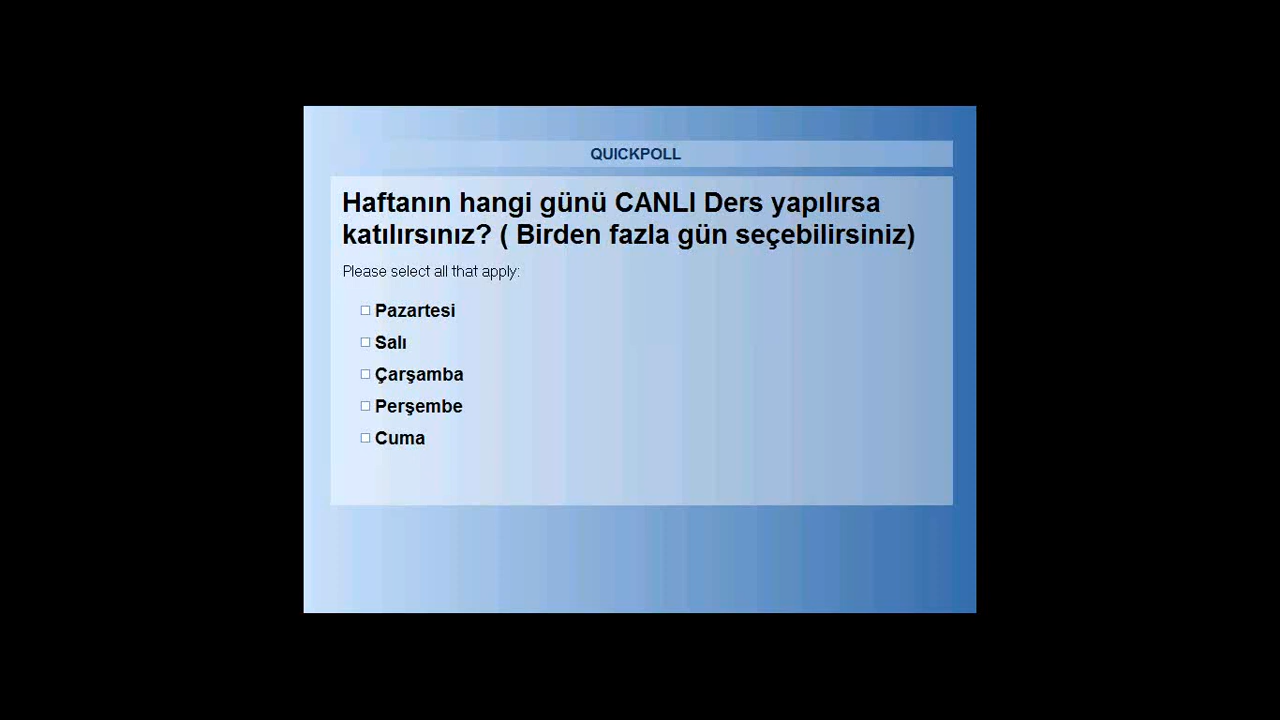 QUICKPOLL
Haftanın hangi günü CANLI Ders yapılırsa
katılırsınız? ( Birden fazla gün seçebilirsiniz)
Please select all that apply:
Pazartesi
Salı
Çarşamba
Perşembe
Cuma